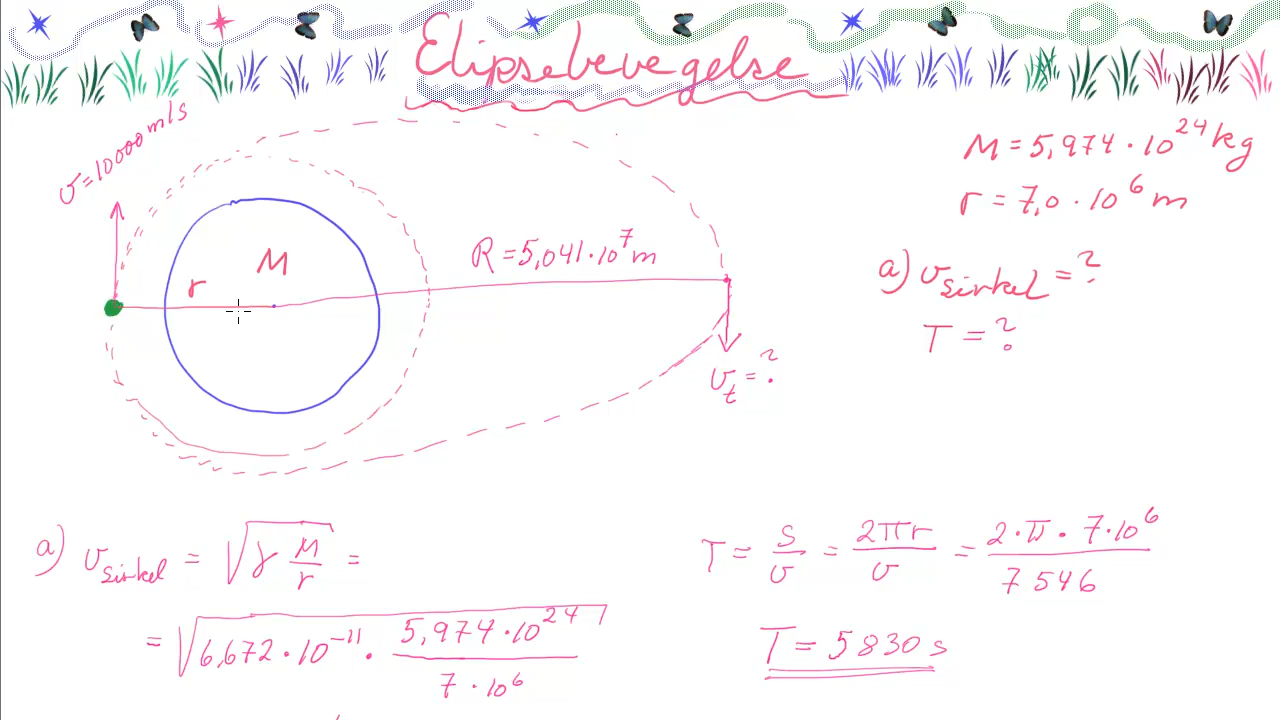 Elipsebevegelse
v = 10000 m/s
M = 5,974 · 10^24 kg
r = 7,0 · 10^6 m
a) v_sirkel = ?
T = ?
M
r
R = 5,041 · 10^7 m
v_t = ?
a) v_sirkel = √(γ M/r) =
= √(6,672 · 10^-11 · 5,974 · 10^24 / 7 · 10^6)
T = s/v = 2πr/v = 2 · π · 7 · 10^6 / 7546
T = 5830 s